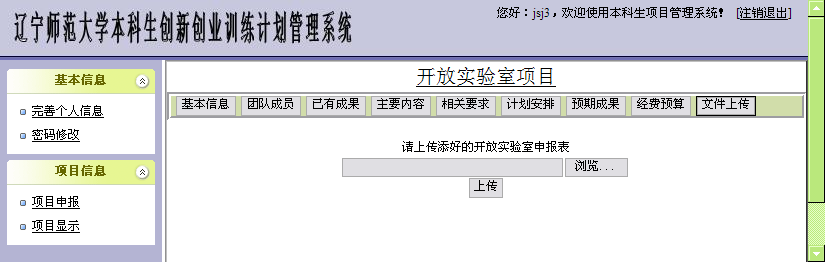 辽宁师范大学本科生创新创业训练计划管理系统
您好：jsj3，欢迎使用本科生项目管理系统！ [注销退出]
基本信息
完善个人信息
密码修改
项目信息
项目申报
项目显示
开放实验室项目
基本信息 团队成员 已有成果 主要内容 相关要求 计划安排 预期成果 经费预算 文件上传
请上传添好的开放实验室申报表
浏览...
上传